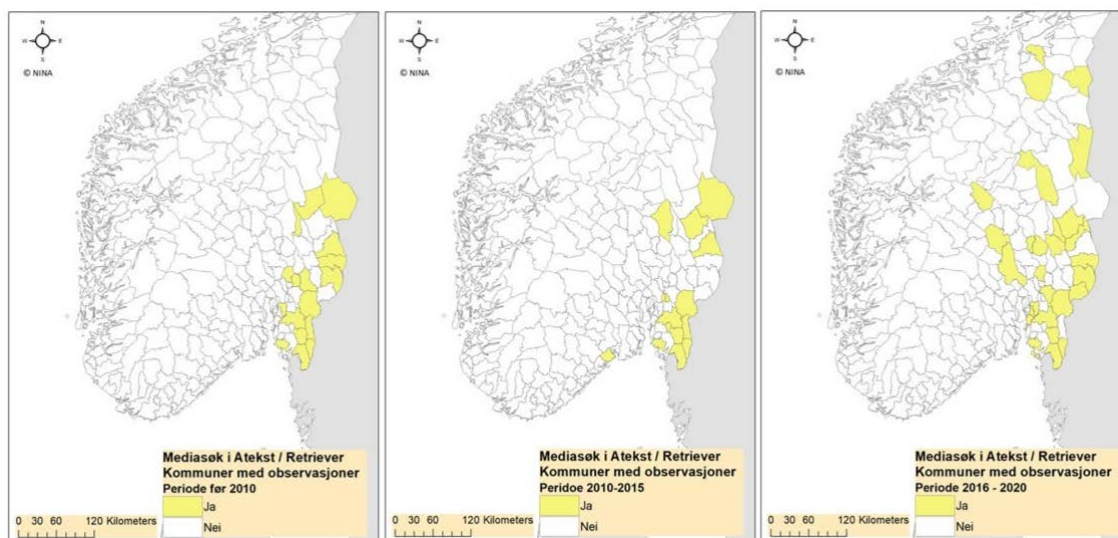 N
W E
S
© NINA
Mediasøk i Atekst / Retriever
Kommuner med observasjoner
Periode før 2010
Ja
Nei
0 30 60 120 Kilometers
N
W E
S
© NINA
Mediasøk i Atekst / Retriever
Kommuner med observasjoner
Peridoe 2010-2015
Ja
Nei
0 30 60 120 Kilometers
N
W E
S
© NINA
Mediasøk i Atekst / Retriever
Kommuner med observasjoner
Periode 2016 - 2020
Ja
Nei
0 30 60 120 Kilometers